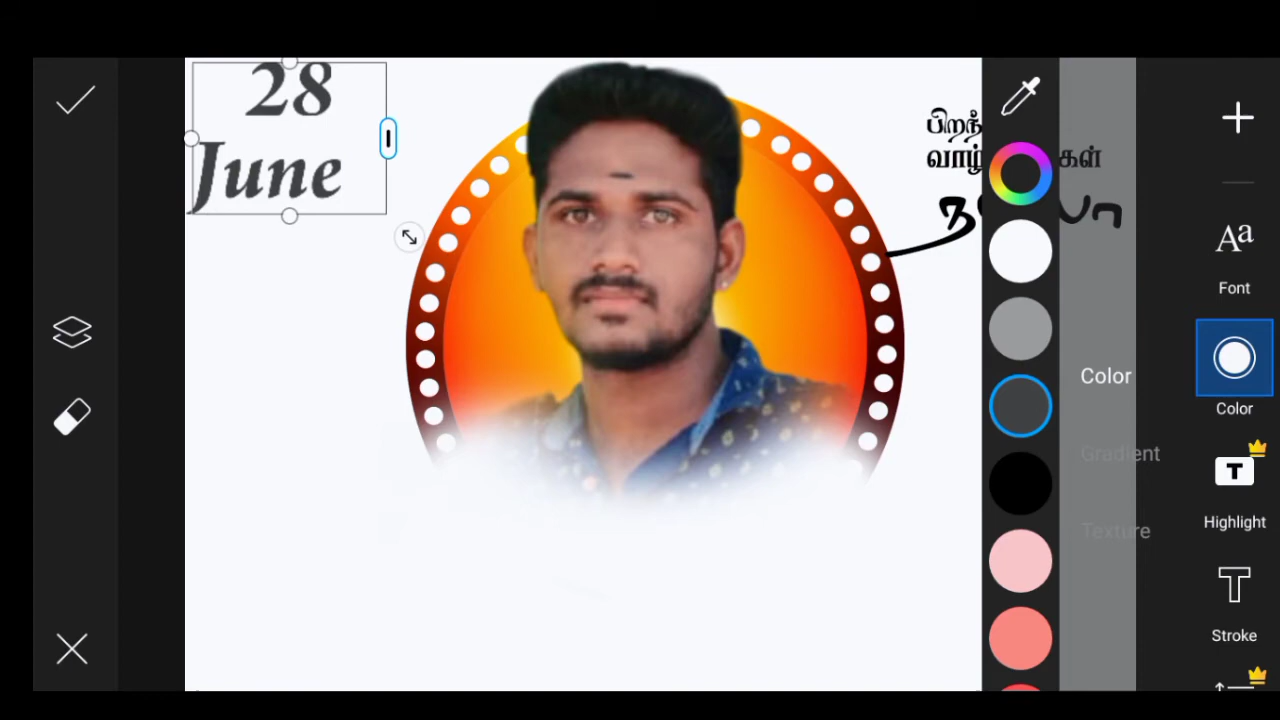 28
June
பிறந்
வாழ் கள்
Font
Color
Color
Gradient
T
Highlight
Texture
T
Stroke